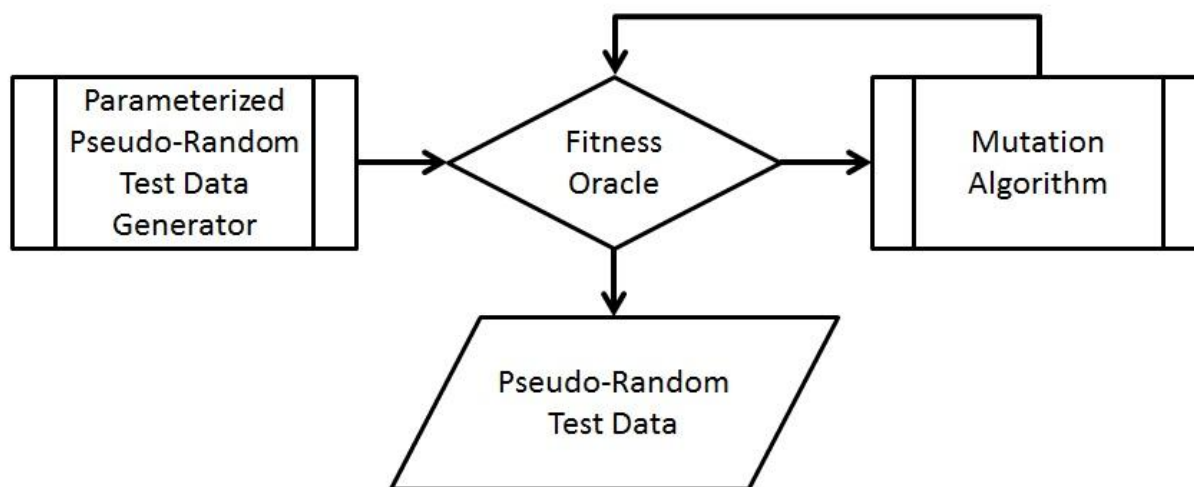 Parameterized
Pseudo-Random
Test Data
Generator
Fitness
Oracle
Mutation
Algorithm
Pseudo-Random
Test Data